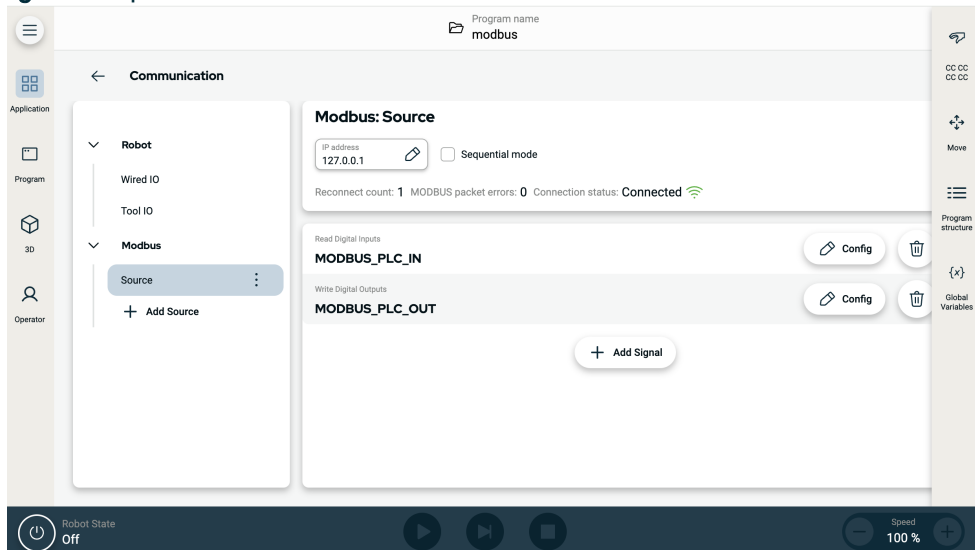 Program name
modbus
Communication
Application
Program
3D
Operator
Robot
Wired IO
Tool IO
Modbus
Source
Add Source
Modbus: Source
IP address
127.0.0.1
Sequential mode
Reconnect count: 1 MODBUS packet errors: 0 Connection status: Connected
Read Digital Inputs
MODBUS_PLC_IN
Config
Write Digital Outputs
MODBUS_PLC_OUT
Config
Add Signal
CC CC
CC CC
Move
Program
structure
{x}
Global
Variables
Robot State
Off
Speed
100 %